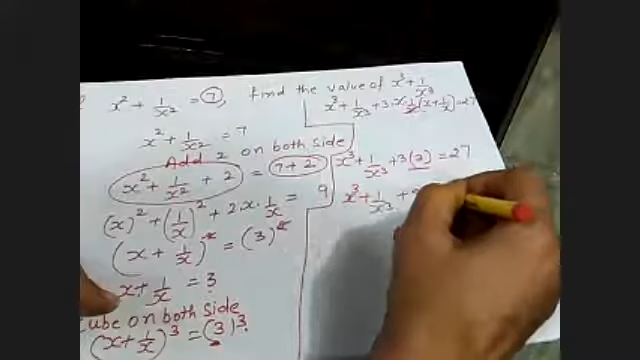 x² + 1/x² = 7, find the value of x³ + 1/x³
x² + 1/x² = 7
Add 2 on both side
x² + 1/x² + 2 = 7 + 2
(x)² + (1/x)² + 2·x·1/x = 9
(x + 1/x)² = (3)²
x + 1/x = 3
Cube on both side
(x + 1/x)³ = (3)³
x³ + 1/x³ + 3·x·1/x(x + 1/x) = 27
x³ + 1/x³ + 3(3) = 27
x³ + 1/x³ +